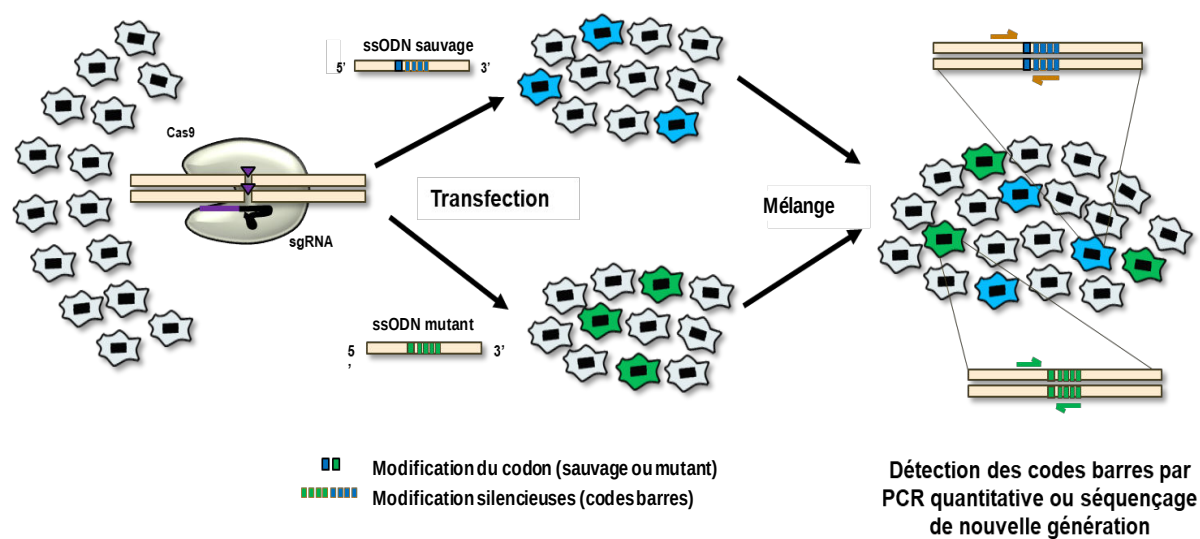 ssODN sauvage
5’
3’
Cas9
Transfection
Mélange
sgRNA
ssODN mutant
5
’
3’
Modification du codon (sauvage ou mutant)
Modification silencieuses (codes barres)
Détection des codes barres par
PCR quantitative ou séquençage
de nouvelle génération